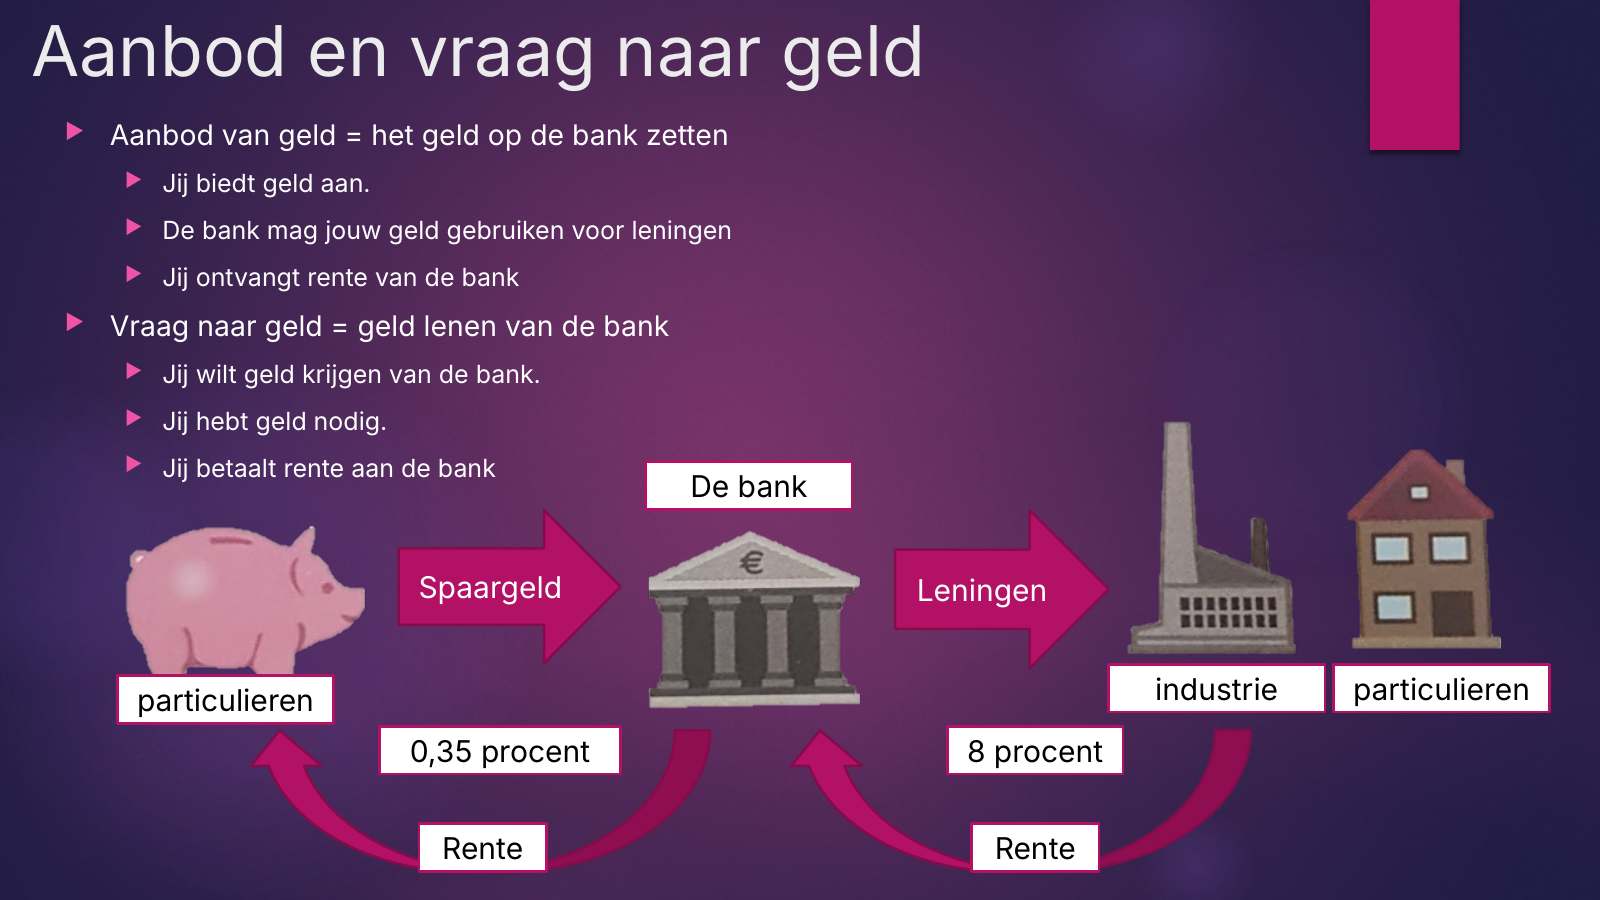 Aanbod en vraag naar geld
Aanbod van geld = het geld op de bank zetten
Jij biedt geld aan.
De bank mag jouw geld gebruiken voor leningen
Jij ontvangt rente van de bank
Vraag naar geld = geld lenen van de bank
Jij wilt geld krijgen van de bank.
Jij hebt geld nodig.
Jij betaalt rente aan de bank
De bank
€
Spaargeld
Leningen
particulieren
industrie
particulieren
0,35 procent
8 procent
Rente
Rente